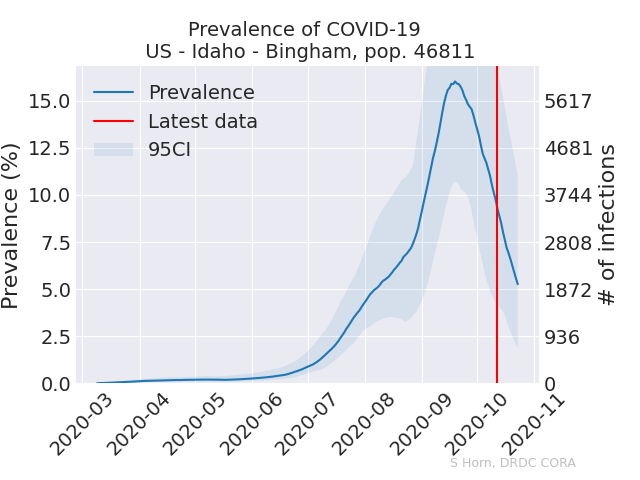 Prevalence of COVID-19
US - Idaho - Bingham, pop. 46811
Prevalence
Latest data
95CI
Prevalence (%)
15.0
12.5
10.0
7.5
5.0
2.5
0.0
5617
4681
3744
2808
1872
936
0
# of infections
2020-03
2020-04
2020-05
2020-06
2020-07
2020-08
2020-09
2020-10
2020-11
S Horn, DRDC CORA